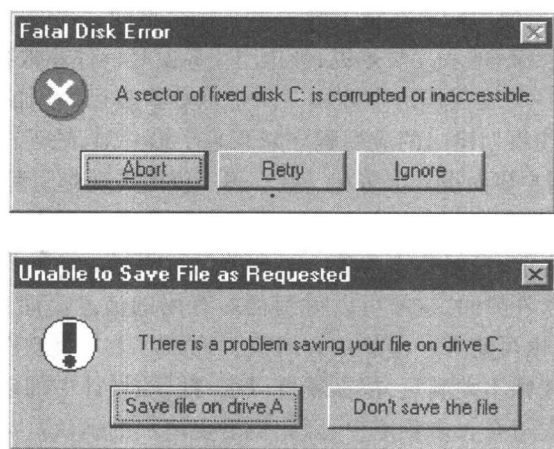 Fatal Disk Error
A sector of fixed disk C: is corrupted or inaccessible.
Abort Retry Ignore
Unable to Save File as Requested
There is a problem saving your file on drive C.
Save file on drive A Don't save the file